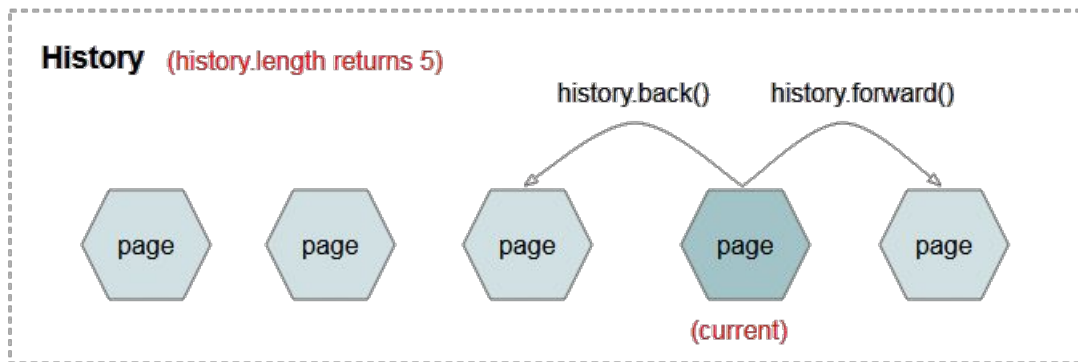 History (history.length returns 5)
history.back() history.forward()
page page page page page
(current)